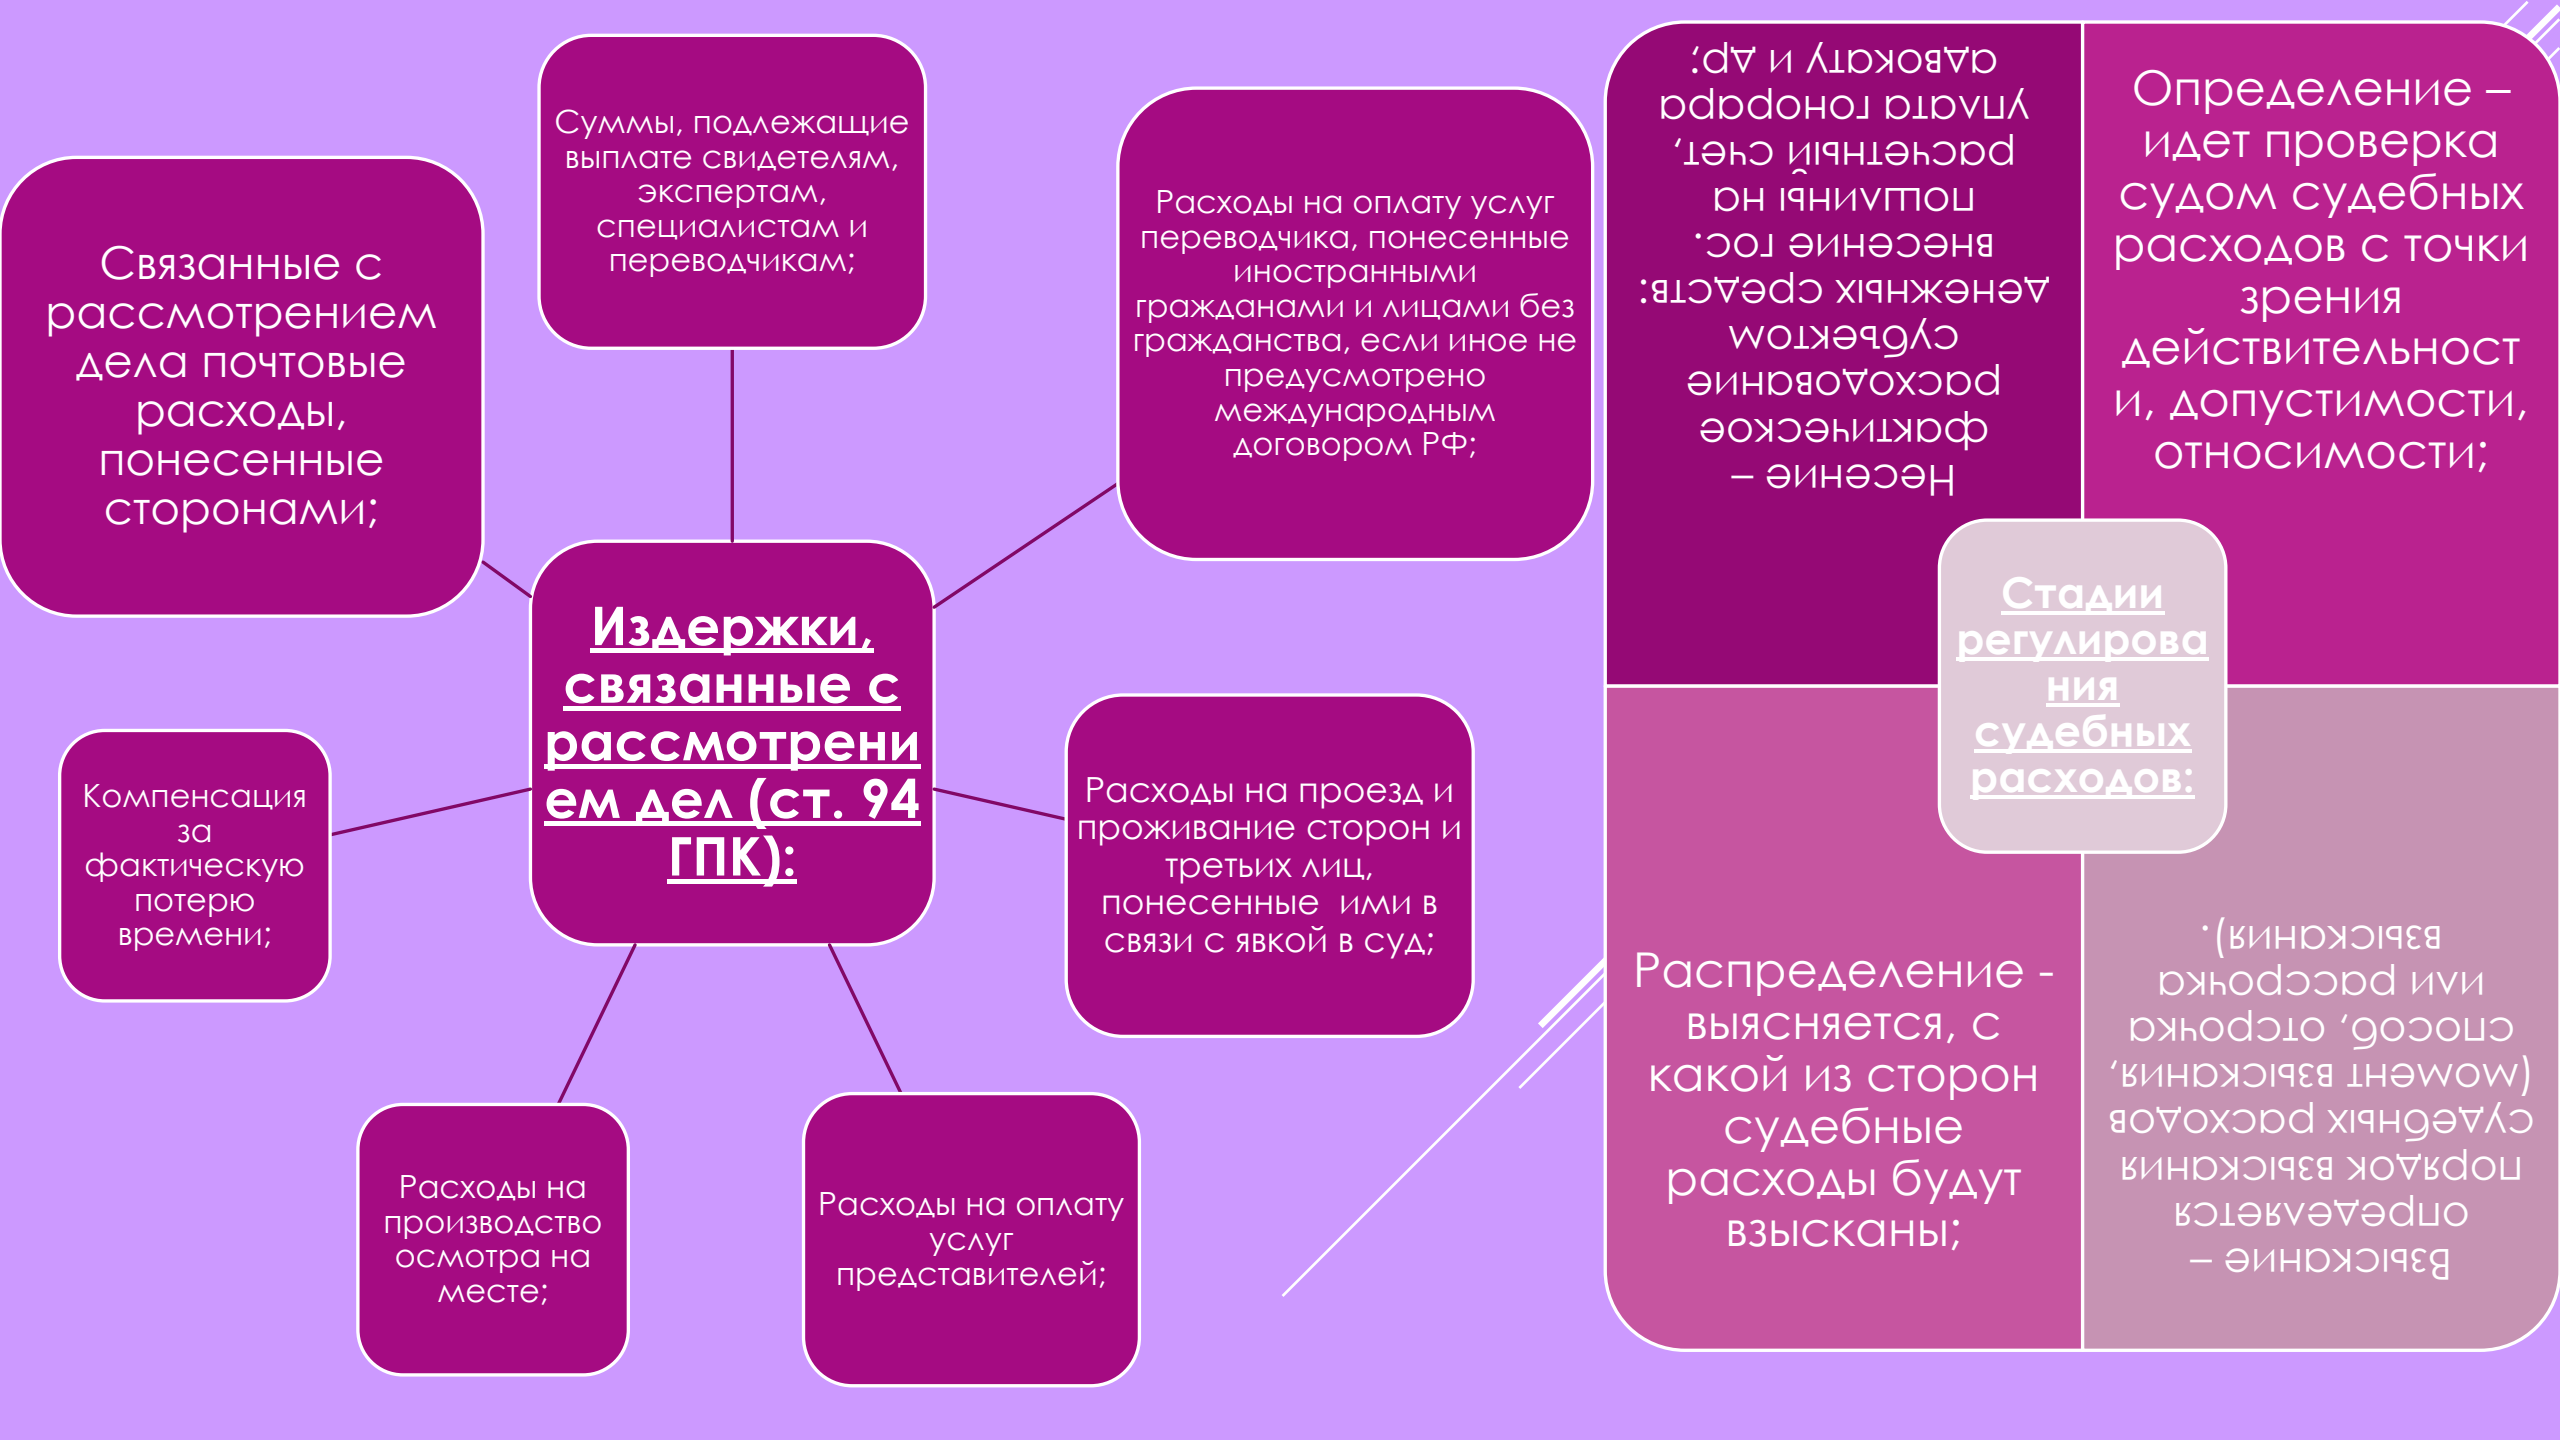 Связанные с
рассмотрением
дела почтовые
расходы,
понесенные
сторонами;
Суммы, подлежащие
выплате свидетелям,
экспертам,
специалистам и
переводчикам;
Расходы на оплату услуг
переводчика, понесенные
иностранными
гражданами и лицами без
гражданства, если иное не
предусмотрено
международным
договором РФ;
Издержки,
связанные с
рассмотрени
ем дел (ст. 94
ГПК):
Компенсация
за
фактическую
потерю
времени;
Расходы на проезд и
проживание сторон и
третьих лиц,
понесенные  ими в
связи с явкой в суд;
Расходы на
производство
осмотра на
месте;
Расходы на оплату
услуг
представителей;
Несение –
фактическое
расходование
субъектом
денежных средств:
внесение гос.
пошлины на
расчетный счет,
уплата гонорара
адвокату и др;
Определение –
идет проверка
судом судебных
расходов с точки
зрения
действительност
и, допустимости,
относимости;
Стадии
регулирова
ния
судебных
расходов:
Распределение -
выясняется, с
какой из сторон
судебные
расходы будут
взысканы;
Взыскание –
определяется
порядок взыскания
судебных расходов
(момент взыскания,
способ, отсрочка
или рассрочка
взыскания).